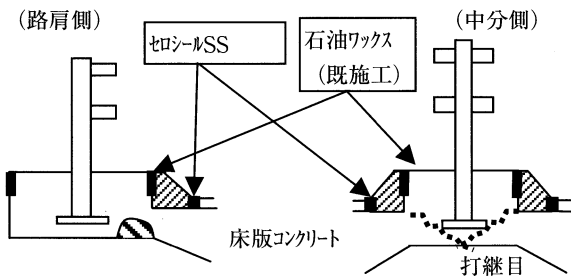 (路肩側)
セロシールSS
石油ワックス
(既施工)
(中分側)
床版コンクリート
打継目